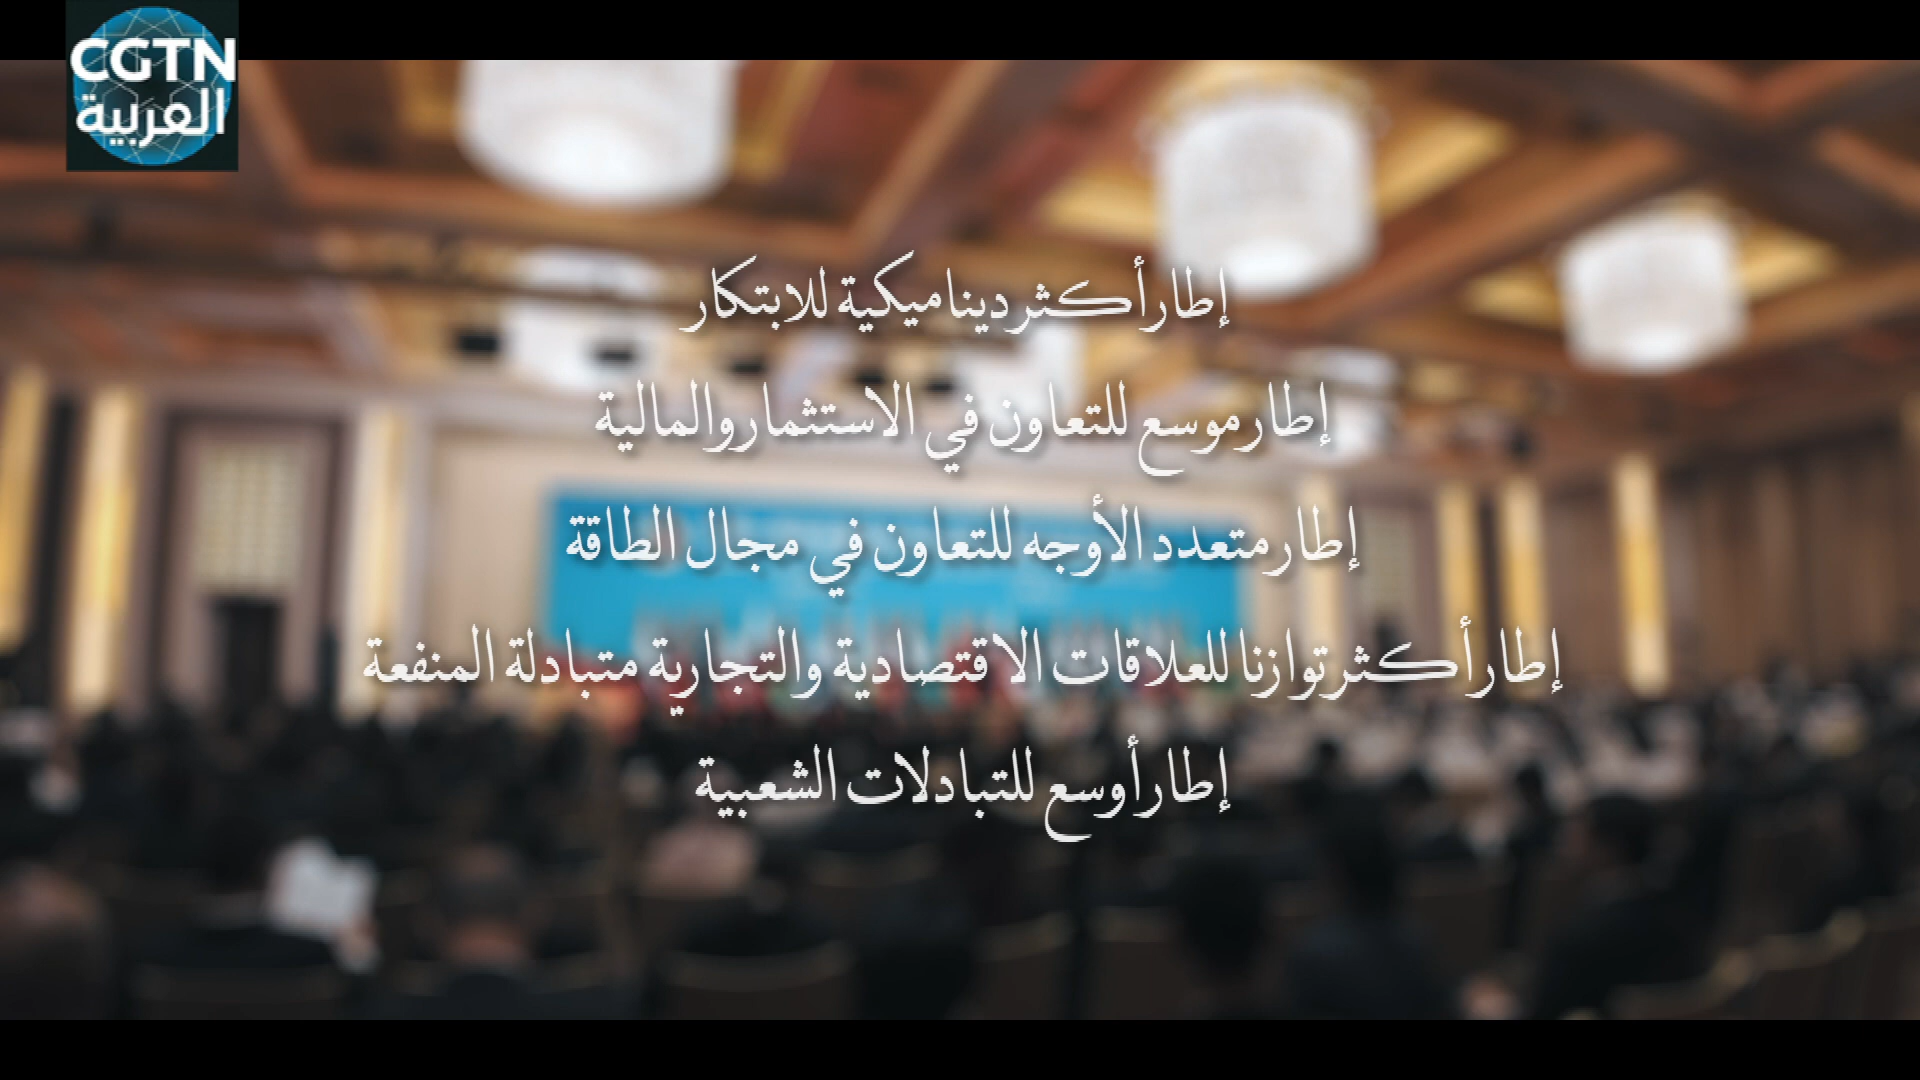 CGTN
العربية
إطار أكثر ديناميكية للابتكار
إطار موسع للتعاون في الاستثمار والمالية
إطار متعدد الأوجه للتعاون في مجال الطاقة
إطار أكثر توازنا للعلاقات الاقتصادية والتجارية متبادلة المنفعة
إطار أوسع للتبادلات الشعبية